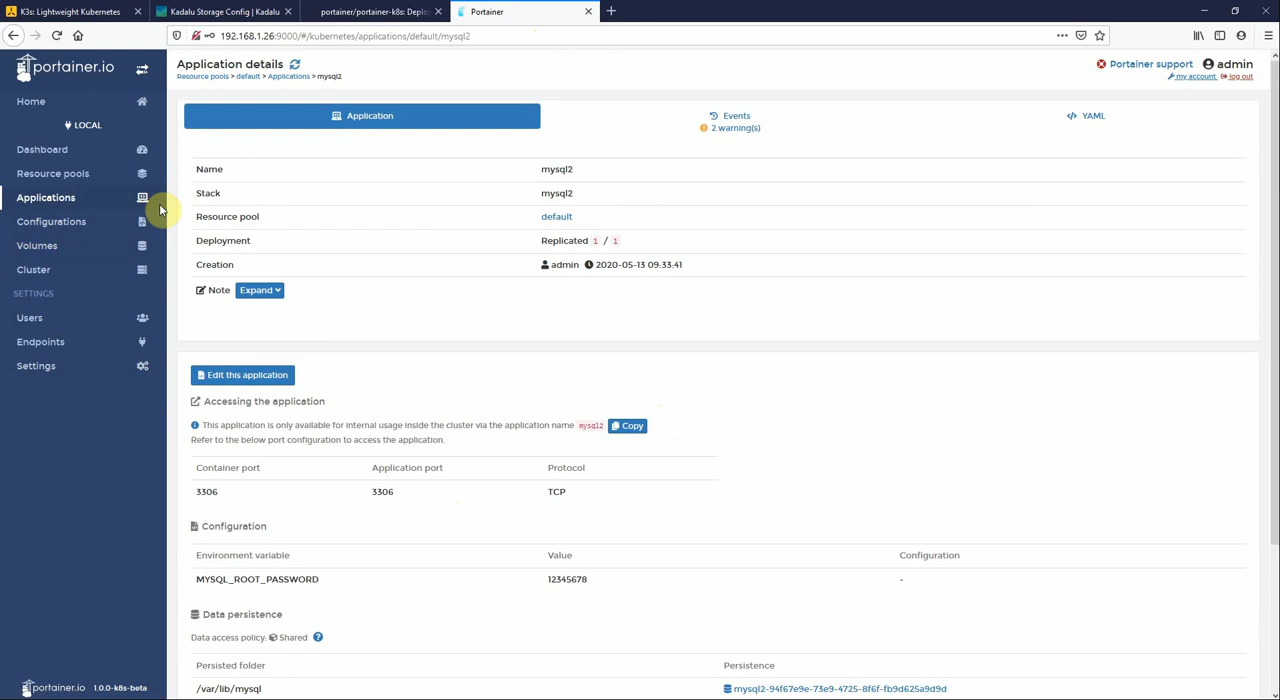 K3s: Lightweight Kubernetes
Kadalu Storage Config | Kadalu
portainer/portainer-k8s: Deplo
Portainer
192.168.1.26:9000/#/kubernetes/applications/default/mysql2
portainer.io
Home
LOCAL
Dashboard
Resource pools
Applications
Configurations
Volumes
Cluster
SETTINGS
Users
Endpoints
Settings
portainer.io 1.0.0-k8s-beta
Application details
Resource pools > default > Applications > mysql2
Portainer support admin
my account log out
Application
Events
2 warning(s)
YAML
Name mysql2
Stack mysql2
Resource pool default
Deployment Replicated 1 / 1
Creation admin 2020-05-13 09:33:41
Note Expand
Edit this application
Accessing the application
This application is only available for internal usage inside the cluster via the application name mysql2 Copy
Refer to the below port configuration to access the application.
Container port Application port Protocol
3306 3306 TCP
Configuration
Environment variable Value Configuration
MYSQL_ROOT_PASSWORD 12345678 -
Data persistence
Data access policy: Shared ?
Persisted folder Persistence
/var/lib/mysql mysql2-94f67e9e-73e9-4725-8f6f-fb9d625a9d9d